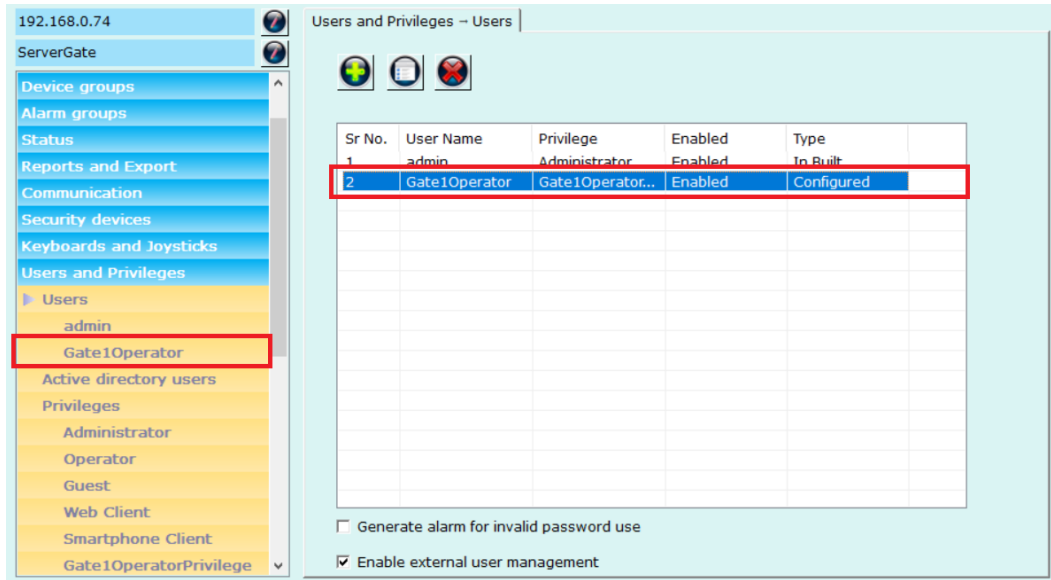 192.168.0.74
ServerGate
Device groups
Alarm groups
Status
Reports and Export
Communication
Security devices
Keyboards and Joysticks
Users and Privileges
Users
admin
Gate1Operator
Active directory users
Privileges
Administrator
Operator
Guest
Web Client
Smartphone Client
Gate1OperatorPrivilege
Users and Privileges -- Users
Sr No. User Name Privilege Enabled Type
1 admin Administrator Enabled In Built
2 Gate1Operator Gate1Operator... Enabled Configured
Generate alarm for invalid password use
Enable external user management